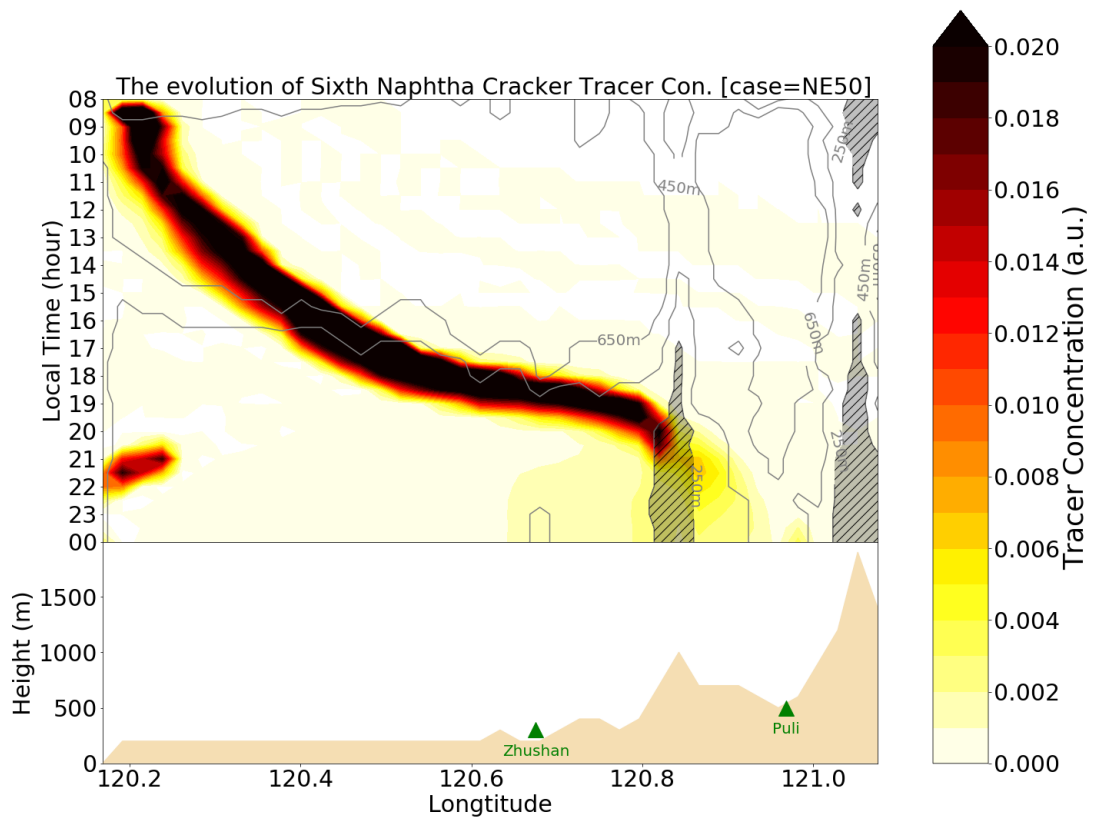 The evolution of Sixth Naphtha Cracker Tracer Con. [case=NE50]
Local Time (hour)
08
09
10
11
12
13
14
15
16
17
18
19
20
21
22
23
00
250m
450m
450m
650m
650m
250m
250m
Height (m)
1500
1000
500
0
Zhushan
Puli
120.2 120.4 120.6 120.8 121.0
Longtitude
0.020
0.018
0.016
0.014
0.012
0.010
0.008
0.006
0.004
0.002
0.000
Tracer Concentration (a.u.)